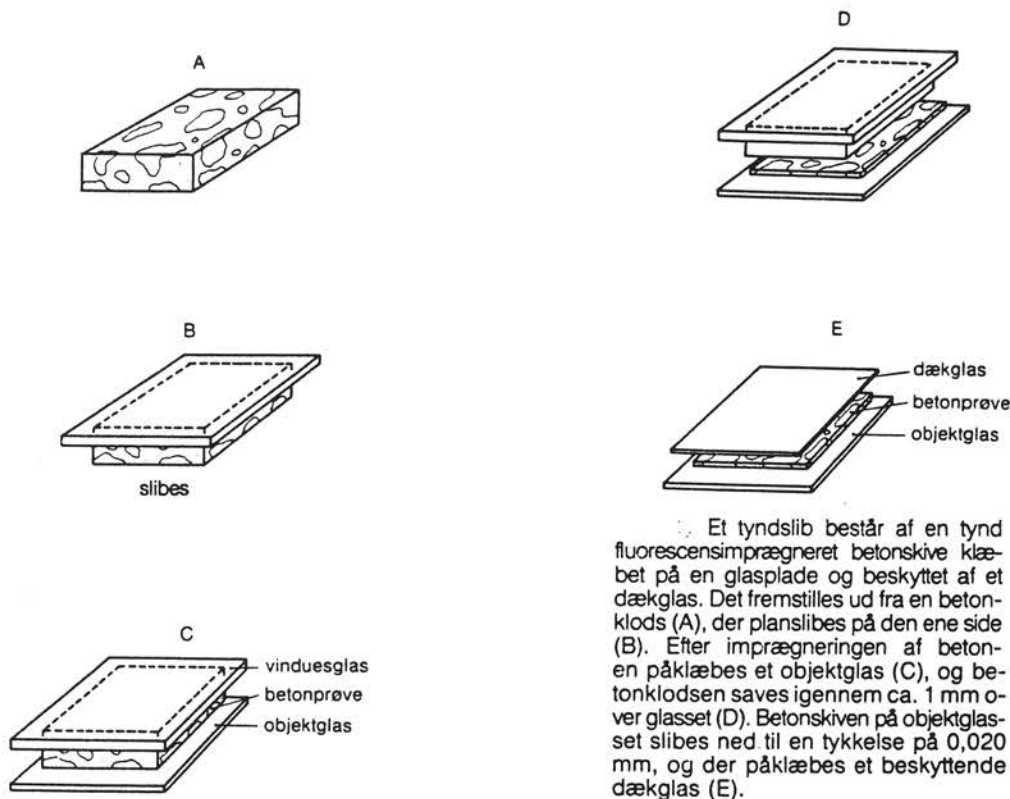 A
B
slibes
C
vinduesglas
betonprøve
objektglas
D
E
dækglas
betonprøve
objektglas
Et tyndslib består af en tynd
fluorescensimprægneret betonskive klæ-
bet på en glasplade og beskyttet af et
dækglas. Det fremstilles ud fra en beton-
klods (A), der planslibes på den ene side
(B). Efter imprægneringen af beton-
en påklæbes et objektglas (C), og be-
tonklodsen saves igennem ca. 1 mm o-
ver glasset (D). Betonskiven på objektglas-
set slibes ned til en tykkelse på 0,020
mm, og der påklæbes et beskyttende
dækglas (E).